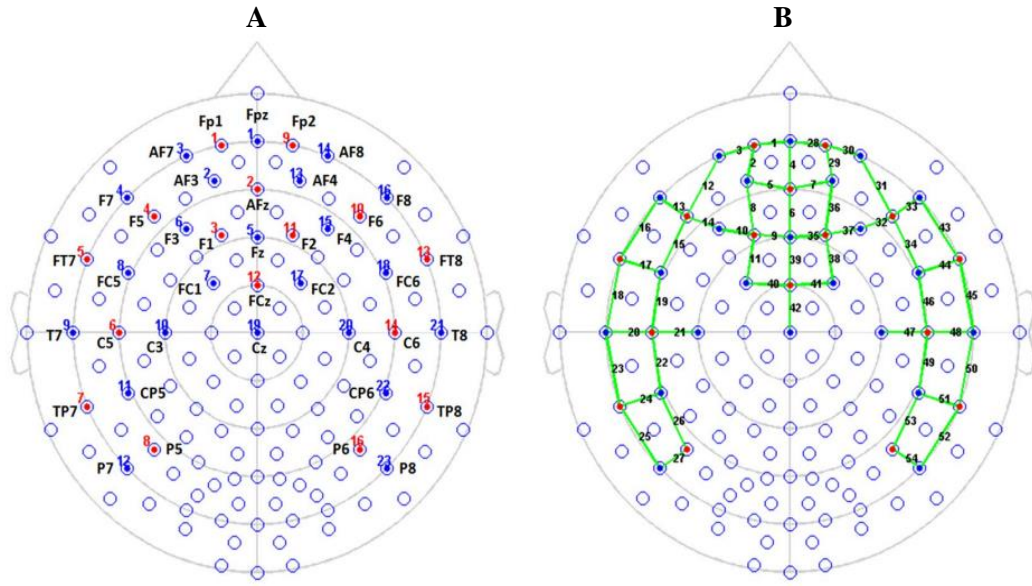 A B
Fp1 Fpz Fp2
1 1 9
AF7 3 14 AF8
AF3 2 13 AF4
2
AFz
F7 4 16 F8
4 10
F5 F6
F3 6 3 5 11 15 F4
F1 Fz F2
FT7 5 13 FT8
FC5 8 18 FC6
FC1 7 12 17 FC2
FCz
T7 9 6 10 19 20 14 21 T8
C5 C3 Cz C4 C6
CP5 11 22 CP6
TP7 7 15 TP8
8 P5 P6 16
P7 12 23 P8
3 1 28 30
2 4 29
5 7
12 31
13 8 6 36 33
16 14 10 9 35 37 32 43
15 11 39 38 34
17 44
18 19 40 41 46 45
42
20 21 47 48
23 22 49 50
24 51
25 26 53 52
27 54